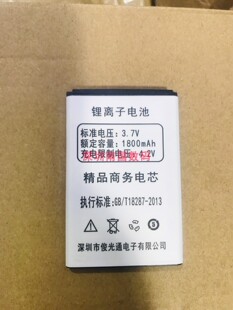 锂离子电池
标准电压：3.7V
额定容量：1800mAh
充电限制电压：4.2V
精品商务电芯
执行标准：GB/T18287-2013
深圳市俊光通电子有限公司